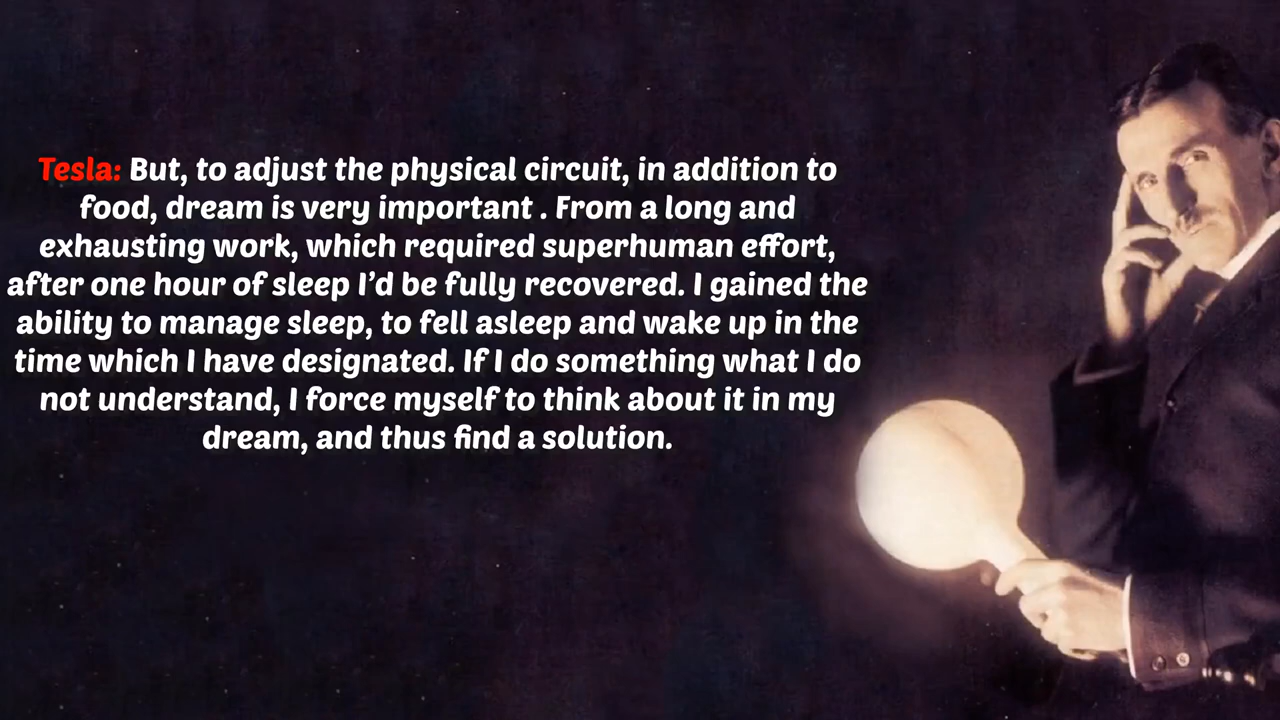 Tesla: But, to adjust the physical circuit, in addition to
food, dream is very important . From a long and
exhausting work, which required superhuman effort,
after one hour of sleep I’d be fully recovered. I gained the
ability to manage sleep, to fell asleep and wake up in the
time which I have designated. If I do something what I do
not understand, I force myself to think about it in my
dream, and thus find a solution.